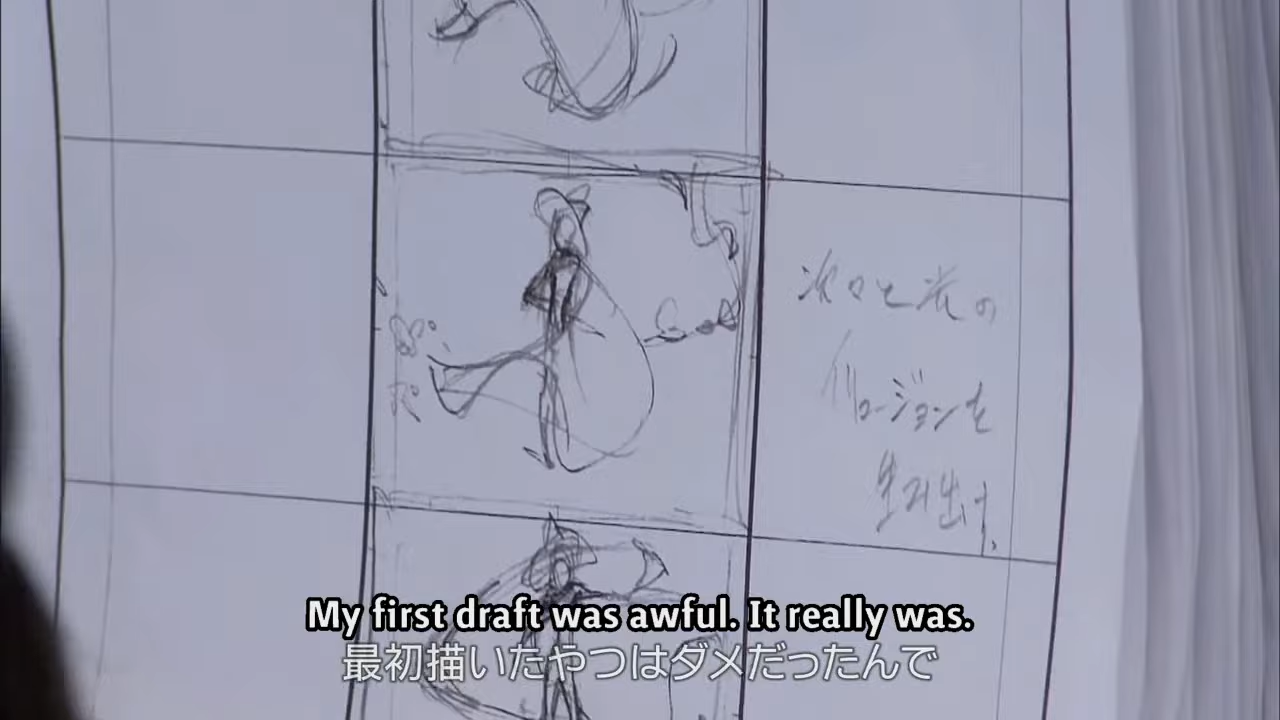 次々と光の
イリュージョンを
生み出す。
My first draft was awful. It really was.
最初描いたやつはダメだったんで